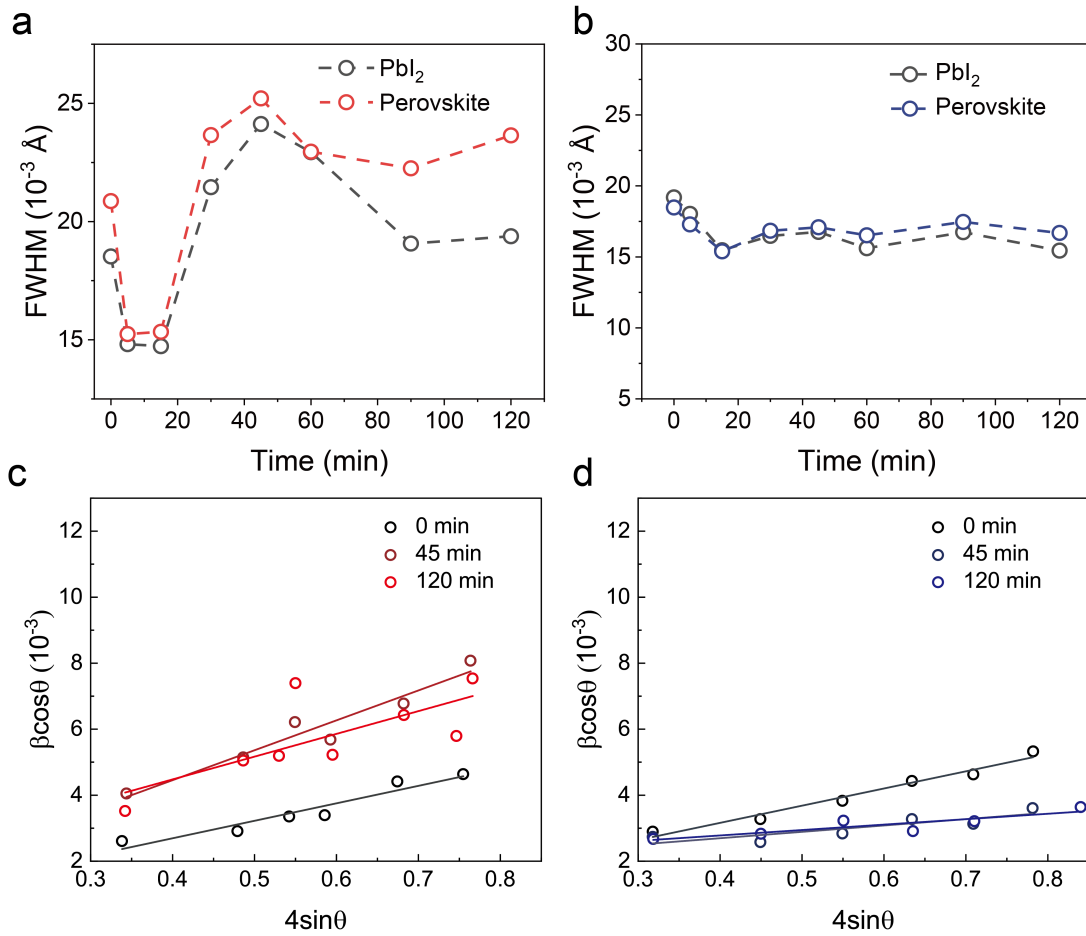 a
PbI₂
Perovskite
25
20
15
0 20 40 60 80 100 120
FWHM (10⁻³ Å)
Time (min)
b
PbI₂
Perovskite
30
25
20
15
10
5
0 20 40 60 80 100 120
FWHM (10⁻³ Å)
Time (min)
c
0 min
45 min
120 min
12
10
8
6
4
2
0.3 0.4 0.5 0.6 0.7 0.8
βcosθ (10⁻³)
4sinθ
d
0 min
45 min
120 min
12
10
8
6
4
2
0.3 0.4 0.5 0.6 0.7 0.8
βcosθ (10⁻³)
4sinθ